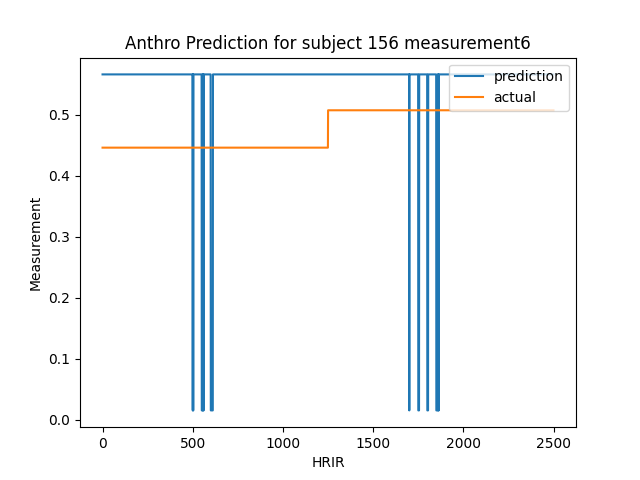 Anthro Prediction for subject 156 measurement6
prediction
actual
Measurement
0.5
0.4
0.3
0.2
0.1
0.0
0 500 1000 1500 2000 2500
HRIR